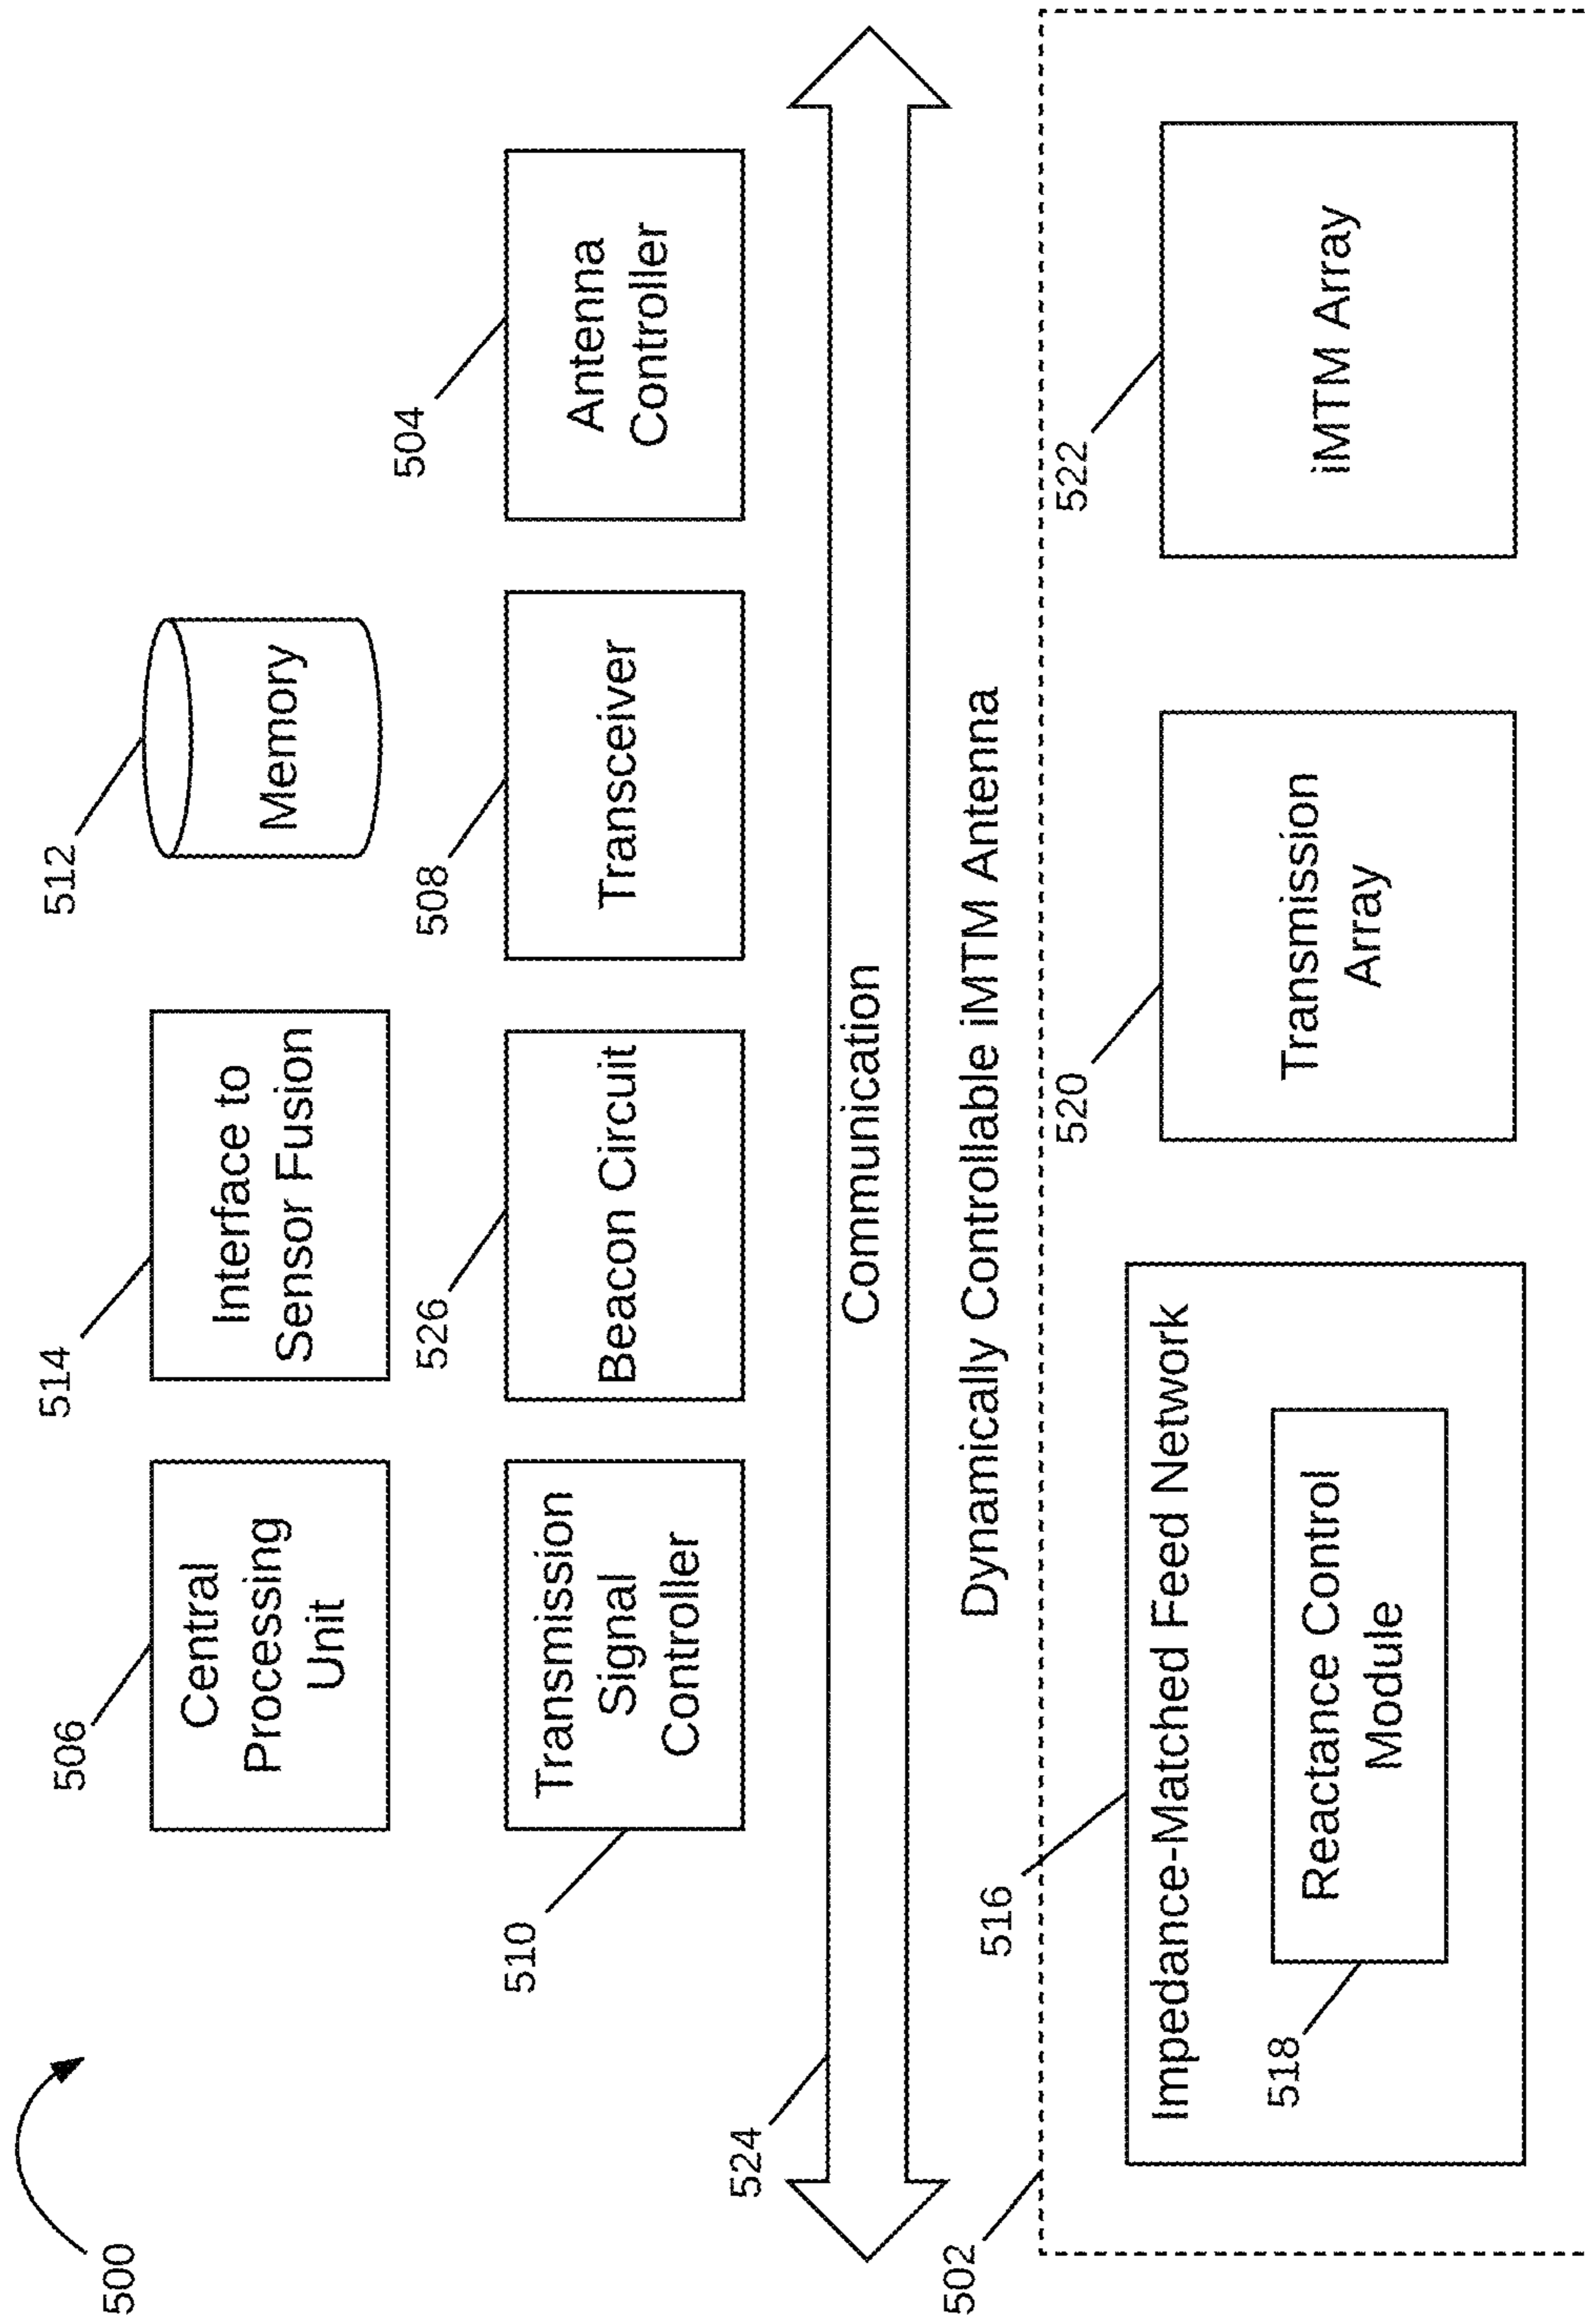 500
506
Central
Processing
Unit
514
Interface to
Sensor Fusion
512
Memory
510
Transmission
Signal
Controller
526
Beacon Circuit
508
Transceiver
504
Antenna
Controller
524
Communication
502
Dynamically Controllable iMTM Antenna
516
Impedance-Matched Feed Network
518
Reactance Control
Module
520
Transmission
Array
522
iMTM Array